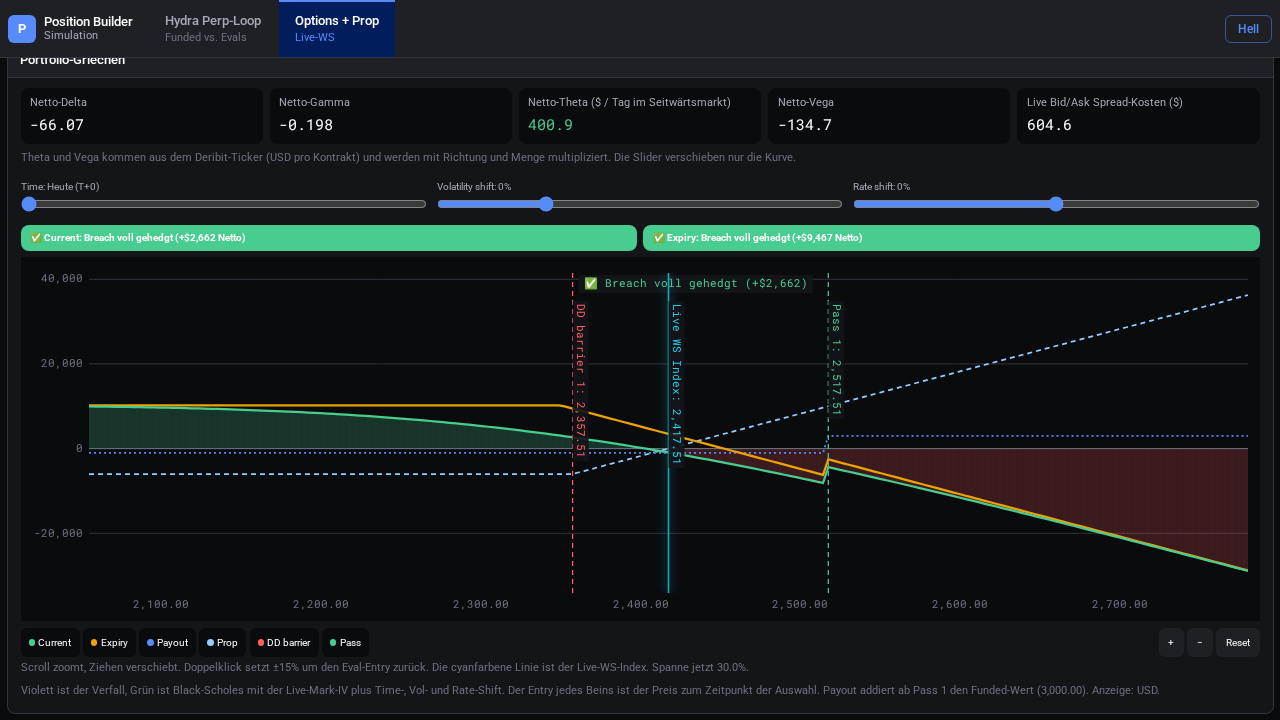 P
Position Builder
Simulation
Hydra Perp-Loop
Funded vs. Evals
Options + Prop
Live-WS
Hell
Portfolio-Griechen
Netto-Delta
-66.07
Netto-Gamma
-0.198
Netto-Theta ($ / Tag im Seitwärtsmarkt)
400.9
Netto-Vega
-134.7
Live Bid/Ask Spread-Kosten ($)
604.6
Theta und Vega kommen aus dem Deribit-Ticker (USD pro Kontrakt) und werden mit Richtung und Menge multipliziert. Die Slider verschieben nur die Kurve.
Time: Heute (T+0)
Volatility shift: 0%
Rate shift: 0%
✅ Current: Breach voll gehedgt (+$2,662 Netto)
✅ Expiry: Breach voll gehedgt (+$9,467 Netto)
✅ Breach voll gehedgt (+$2,662)
DD barrier 1: 2,357.51
Live WS Index: 2,417.51
Pass 1: 2,517.51
40,000
20,000
0
-20,000
2,100.00
2,200.00
2,300.00
2,400.00
2,500.00
2,600.00
2,700.00
Current
Expiry
Payout
Prop
DD barrier
Pass
+
-
Reset
Scroll zoomt, Ziehen verschiebt. Doppelklick setzt ±15% um den Eval-Entry zurück. Die cyanfarbene Linie ist der Live-WS-Index. Spanne jetzt 30.0%.
Violett ist der Verfall, Grün ist Black-Scholes mit der Live-Mark-IV plus Time-, Vol- und Rate-Shift. Der Entry jedes Beins ist der Preis zum Zeitpunkt der Auswahl. Payout addiert ab Pass 1 den Funded-Wert (3,000.00). Anzeige: USD.